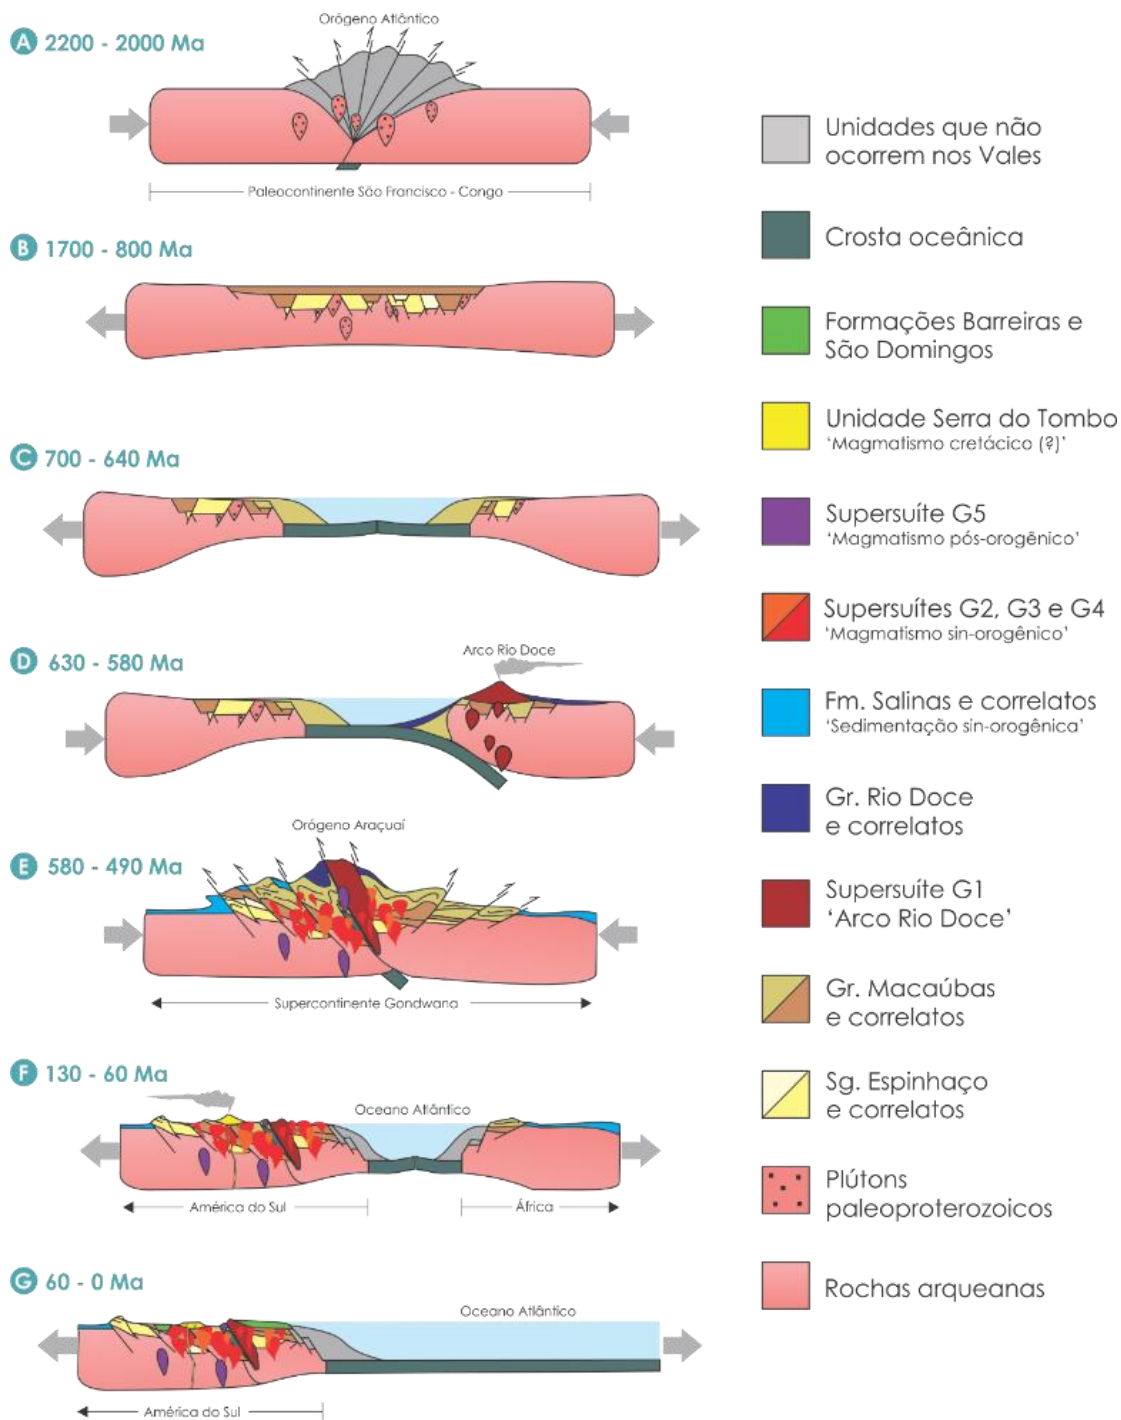 Orógeno Atlântico
A 2200 - 2000 Ma
Paleocontinente São Francisco - Congo
B 1700 - 800 Ma
C 700 - 640 Ma
Arco Rio Doce
D 630 - 580 Ma
Orógeno Araçuaí
E 580 - 490 Ma
Supercontinente Gondwana
F 130 - 60 Ma
Oceano Atlântico
América do Sul
África
G 60 - 0 Ma
Oceano Atlântico
América do Sul
Unidades que não
ocorrem nos Vales
Crosta oceânica
Formações Barreiras e
São Domingos
Unidade Serra do Tombo
'Magmatismo cretácico (?)'
Supersuíte G5
'Magmatismo pós-orogênico'
Supersuítes G2, G3 e G4
'Magmatismo sin-orogênico'
Fm. Salinas e correlatos
'Sedimentação sin-orogênica'
Gr. Rio Doce
e correlatos
Supersuíte G1
'Arco Rio Doce'
Gr. Macaúbas
e correlatos
Sg. Espinhaço
e correlatos
Plútons
paleoproterozoicos
Rochas arqueanas